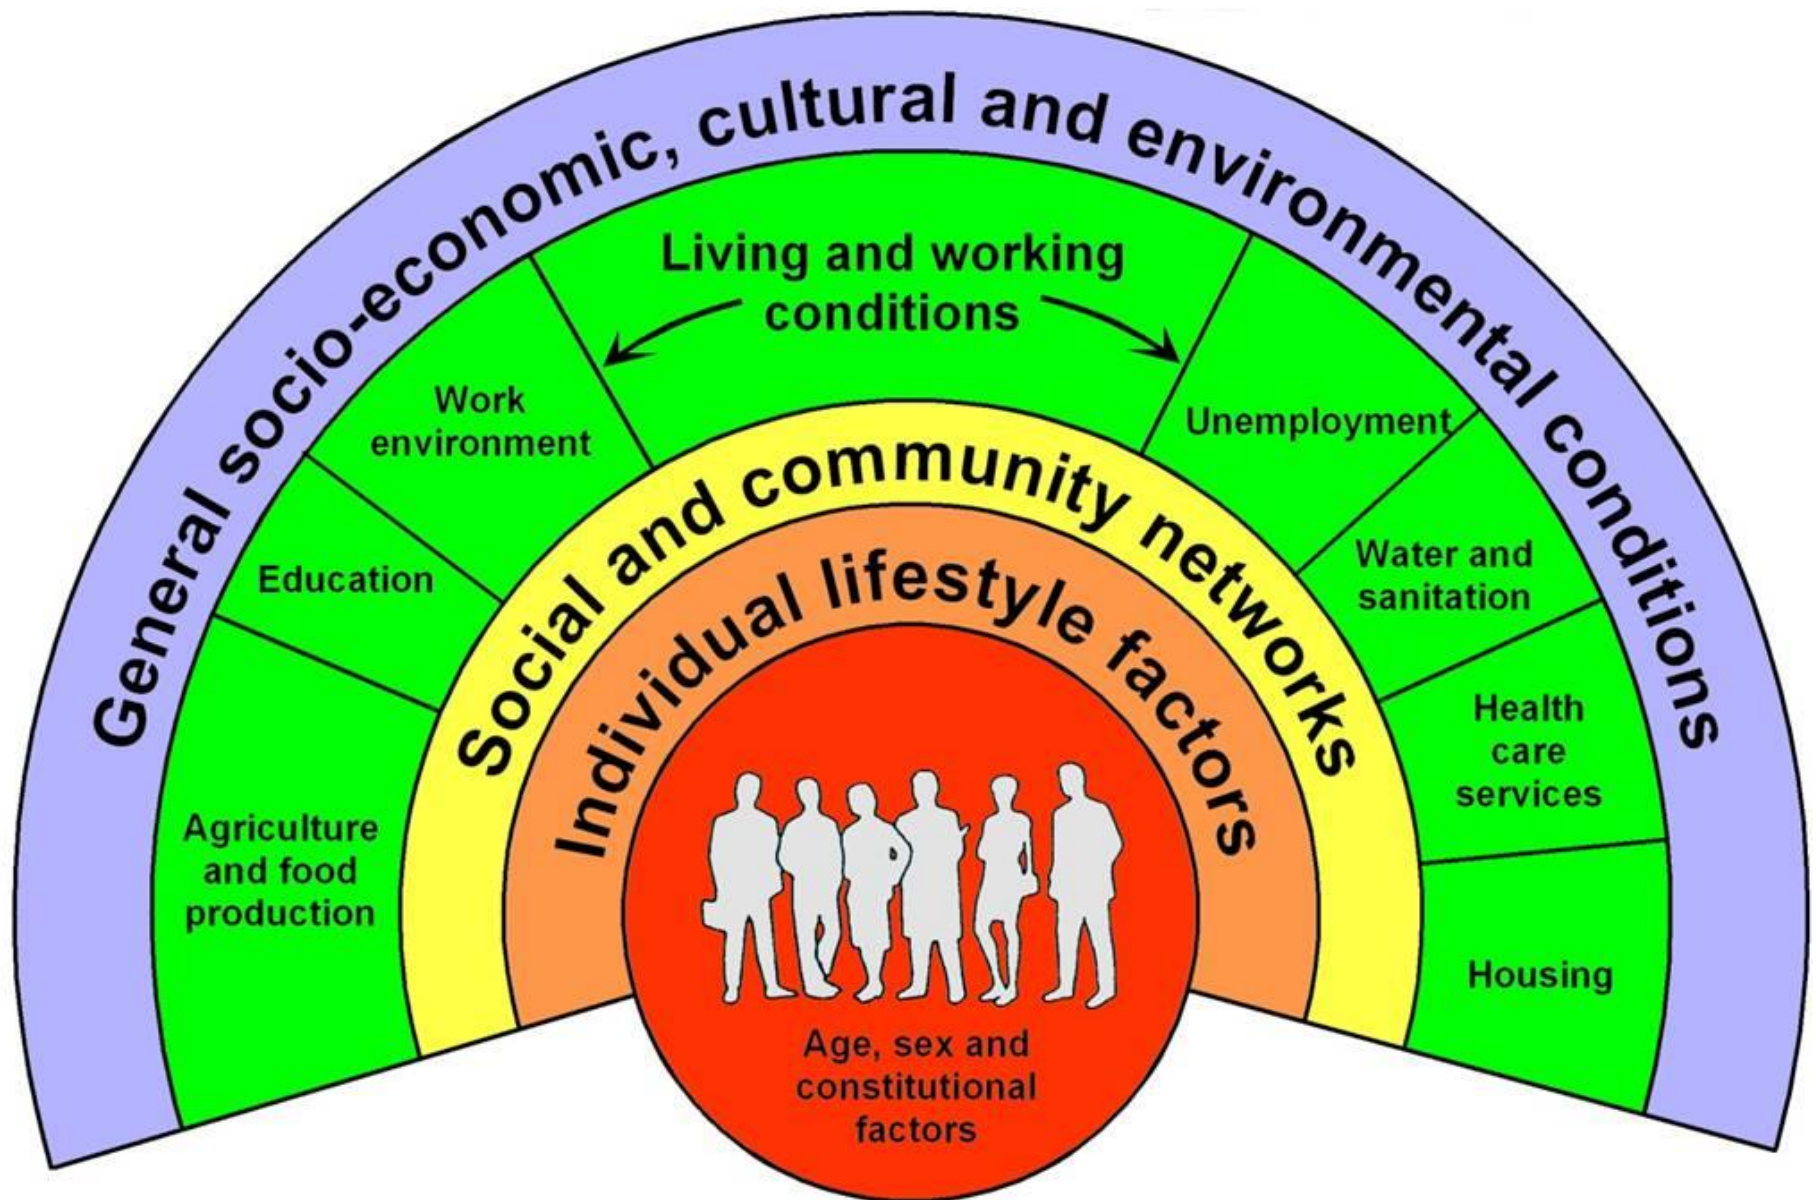 General socio-economic, cultural and environmental conditions
Living and working
conditions
Work
environment
Unemployment
Education
Water and
sanitation
Agriculture
and food
production
Health
care
services
Housing
Social and community networks
Individual lifestyle factors
Age, sex and
constitutional
factors